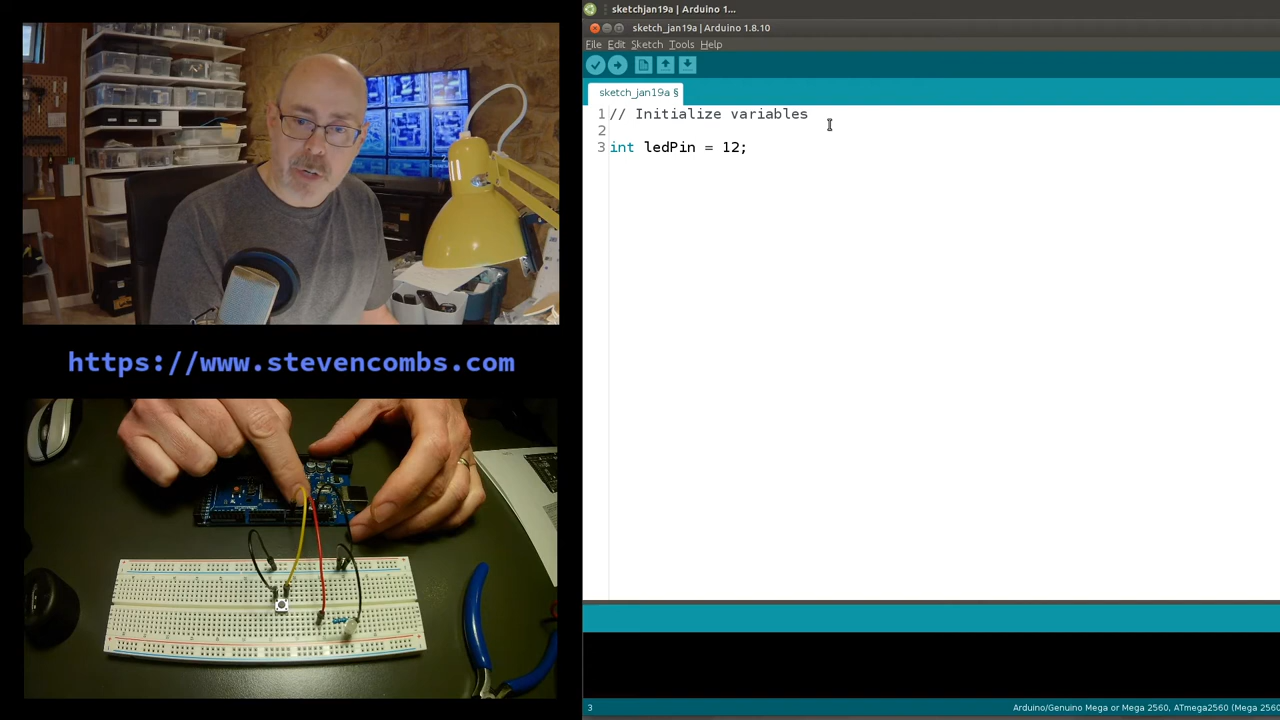 sketchjan19a | Arduino 1...
sketch_jan19a | Arduino 1.8.10
File Edit Sketch Tools Help
sketch_jan19a §
1 // Initialize variables
2
3 int ledPin = 12;
https://www.stevencombs.com
3
Arduino/Genuino Mega or Mega 2560, ATmega2560 (Mega 2560